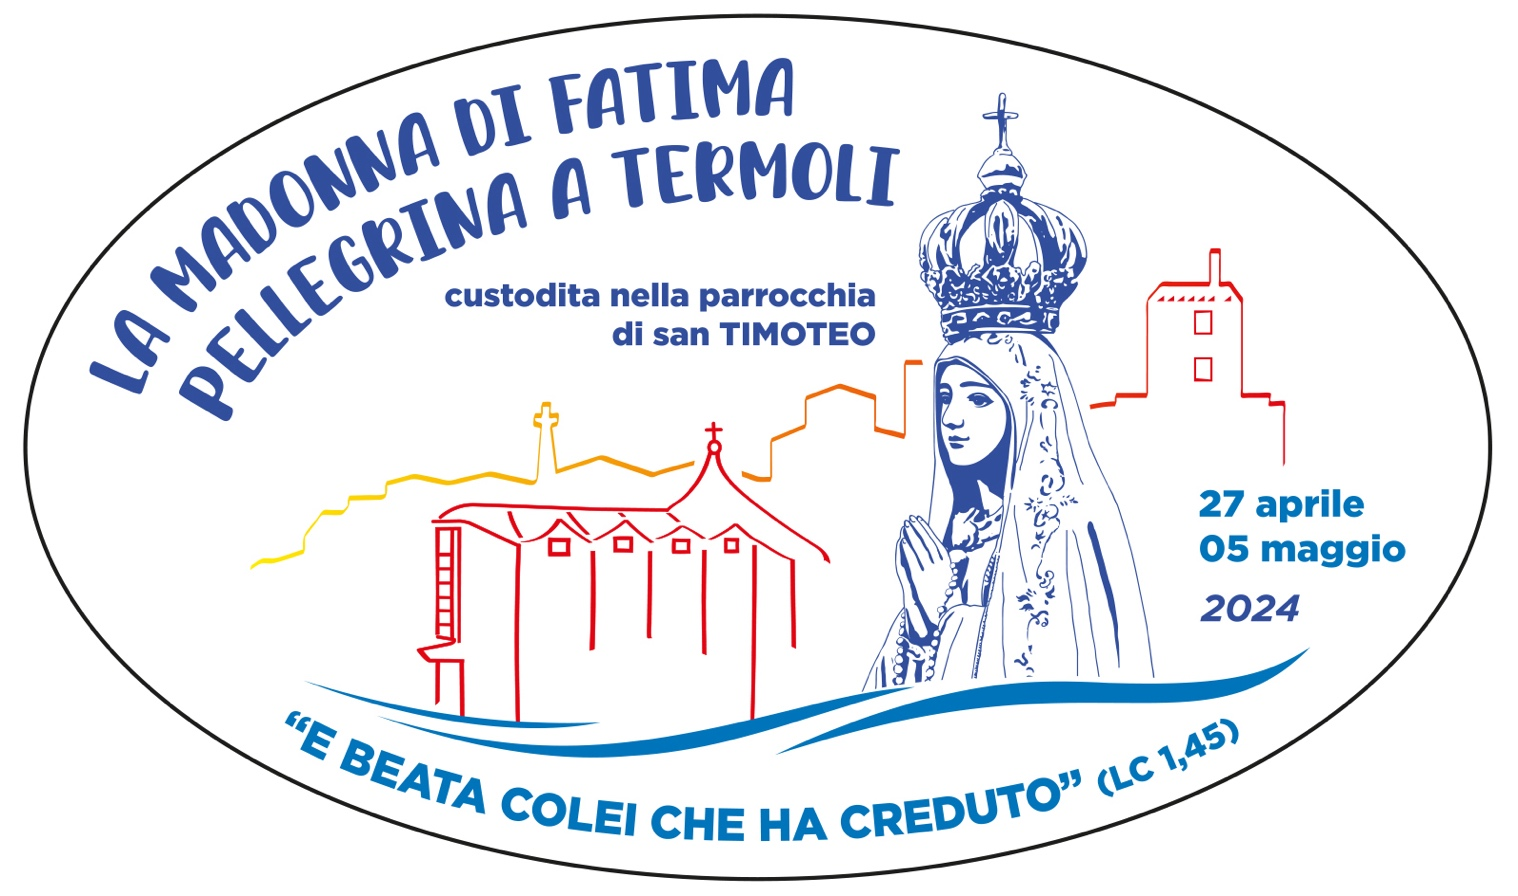 LA MADONNA DI FATIMA
PELLEGRINA A TERMOLI
custodita nella parrocchia
di san TIMOTEO
27 aprile
05 maggio
2024
“E BEATA COLEI CHE HA CREDUTO” (LC 1,45)